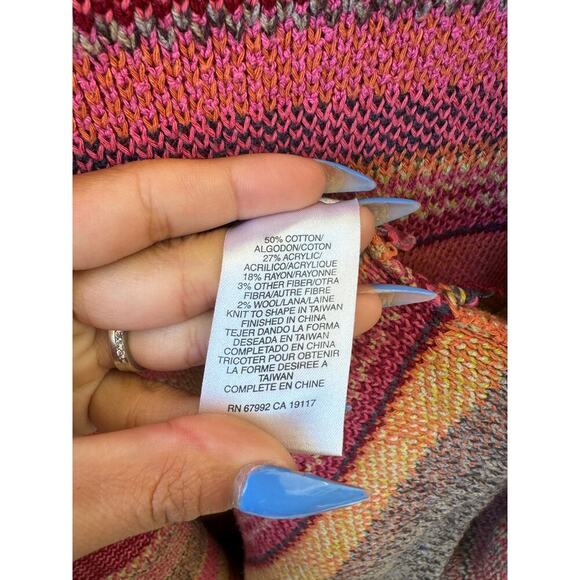 50% COTTON/
ALGODON/COTON
27% ACRYLIC/
ACRILICO/ACRYLIQUE
18% RAYON/RAYONNE
3% OTHER FIBER/OTRA
FIBRA/AUTRE FIBRE
2% WOOL/LANA/LAINE
KNIT TO SHAPE IN TAIWAN
FINISHED IN CHINA
TEJER DANDO LA FORMA
DESEADA EN TAIWAN
COMPLETADO EN CHINA
TRICOTER POUR OBTENIR
LA FORME DESIREE A
TAIWAN
COMPLETE EN CHINE
RN 67992 CA 19117